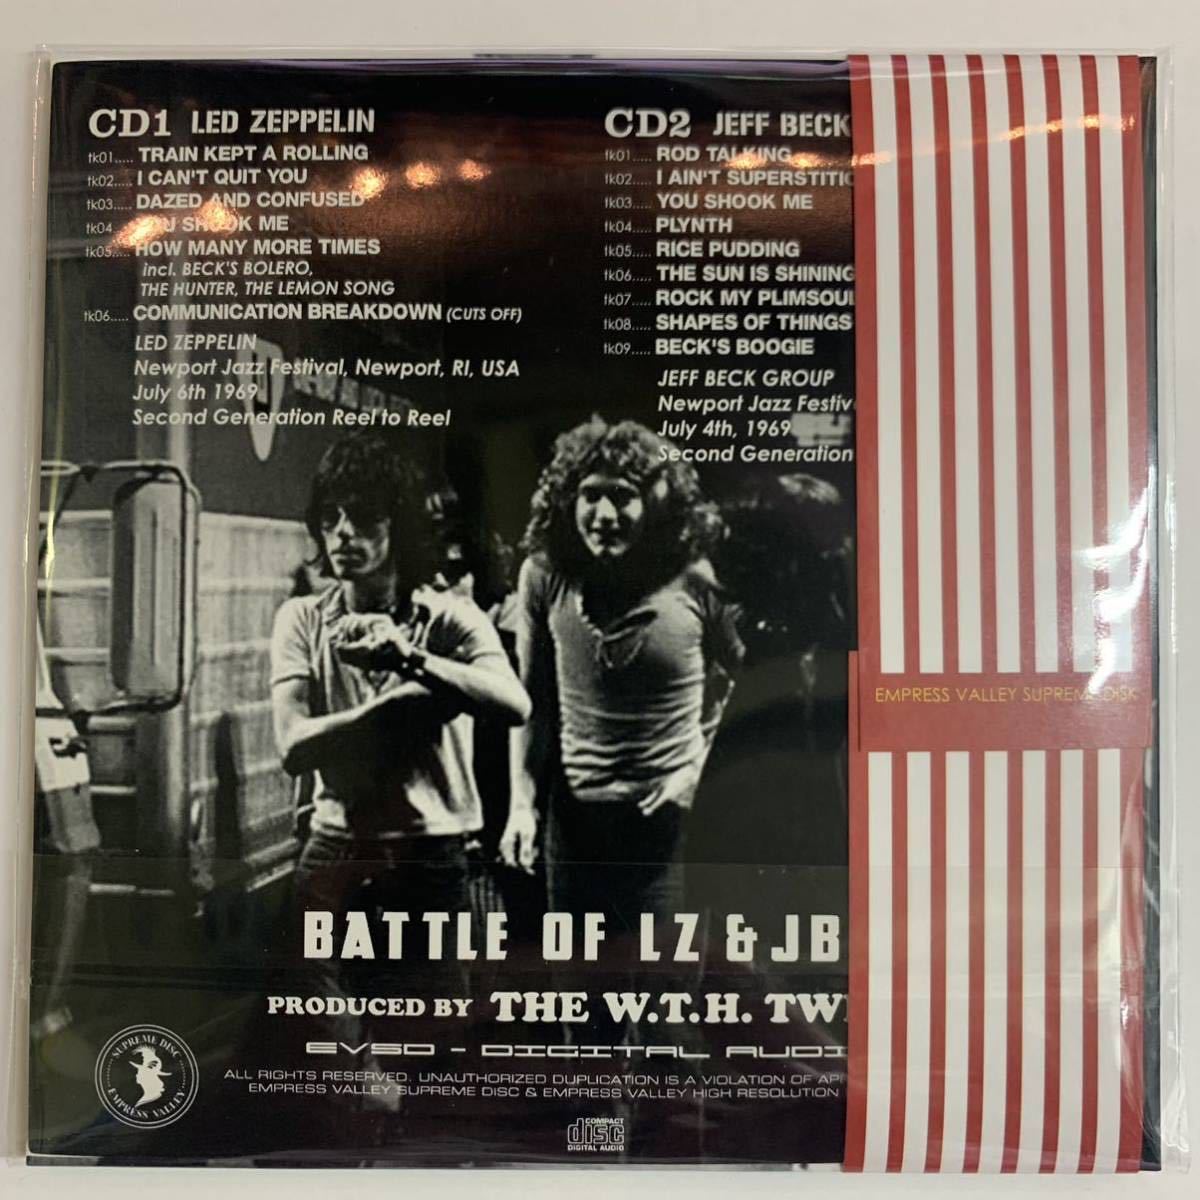 CD1 LED ZEPPELIN
tk01..... TRAIN KEPT A ROLLING
tk02..... I CAN'T QUIT YOU
tk03..... DAZED AND CONFUSED
tk04 YOU SHOOK ME
tk05..... HOW MANY MORE TIMES
incl. BECK'S BOLERO,
THE HUNTER, THE LEMON SONG
tk06..... COMMUNICATION BREAKDOWN (CUTS OFF)
LED ZEPPELIN
Newport Jazz Festival, Newport, RI, USA
July 6th 1969
Second Generation Reel to Reel
CD2 JEFF BECK
tk01..... ROD TALKING
tk02..... I AIN'T SUPERSTITIO
tk03..... YOU SHOOK ME
tk04..... PLYNTH
tk05..... RICE PUDDING
tk06..... THE SUN IS SHINING
tk07..... ROCK MY PLIMSOUL
tk08..... SHAPES OF THINGS
tk09..... BECK'S BOOGIE
JEFF BECK GROUP
Newport Jazz Festiv
July 4th, 1969
Second Generation
EMPRESS VALLEY SUPREME DISK
BATTLE OF LZ & JB
PRODUCED BY THE W.T.H. TWI
EVSD - DIGITAL AUDI
ALL RIGHTS RESERVED. UNAUTHORIZED DUPLICATION IS A VIOLATION OF AP
EMPRESS VALLEY SUPREME DISC & EMPRESS VALLEY HIGH RESOLUTION
SUPREME DISC
EMPRESS VALLEY
COMPACT
disc
DIGITAL AUDIO